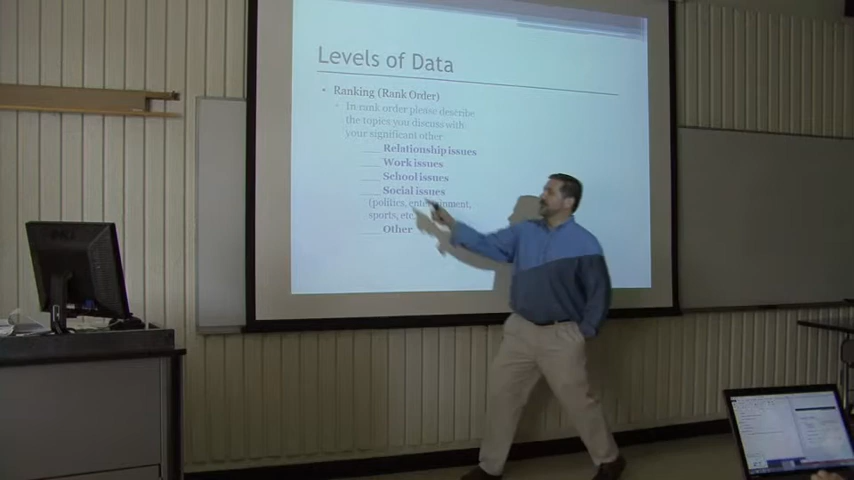 Levels of Data
• Ranking (Rank Order)
In rank order please describe
the topics you discuss with
your significant other
____ Relationship issues
____ Work issues
____ School issues
____ Social issues
(politics, entertainment,
sports, etc
____ Other
DELL